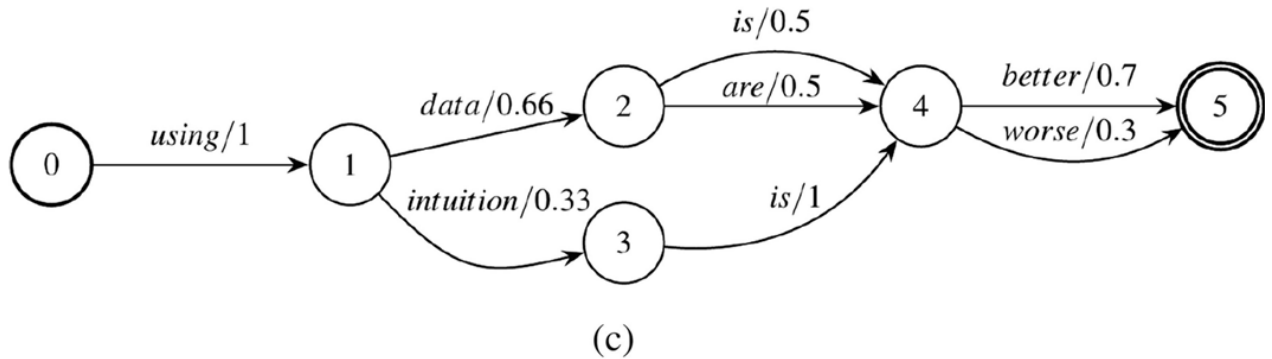 is/0.5
data/0.66
2
are/0.5
4
better/0.7
5
using/1
worse/0.3
0
1
intuition/0.33
is/1
3
(c)